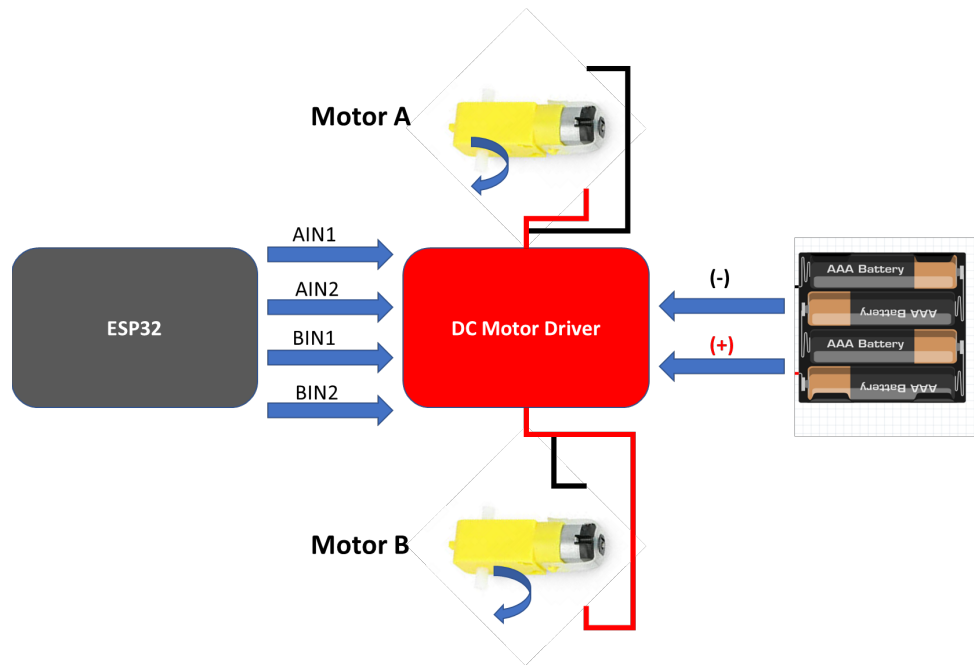 Motor A
AIN1
AIN2
BIN1
BIN2
ESP32
DC Motor Driver
(-)
(+)
AAA Battery
AAA Battery
AAA Battery
AAA Battery
Motor B